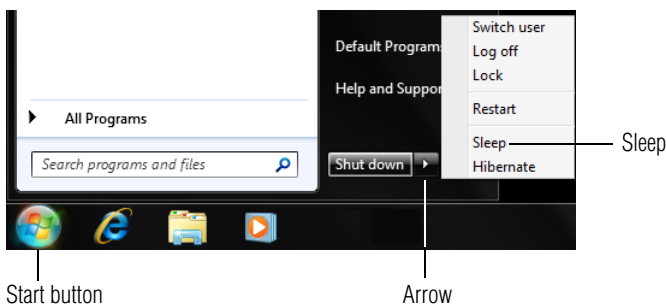 Switch user
Default Program
Log off
Lock
Help and Suppor
Restart
All Programs
Sleep
Sleep
Search programs and files
Shut down
Hibernate
Start button
Arrow